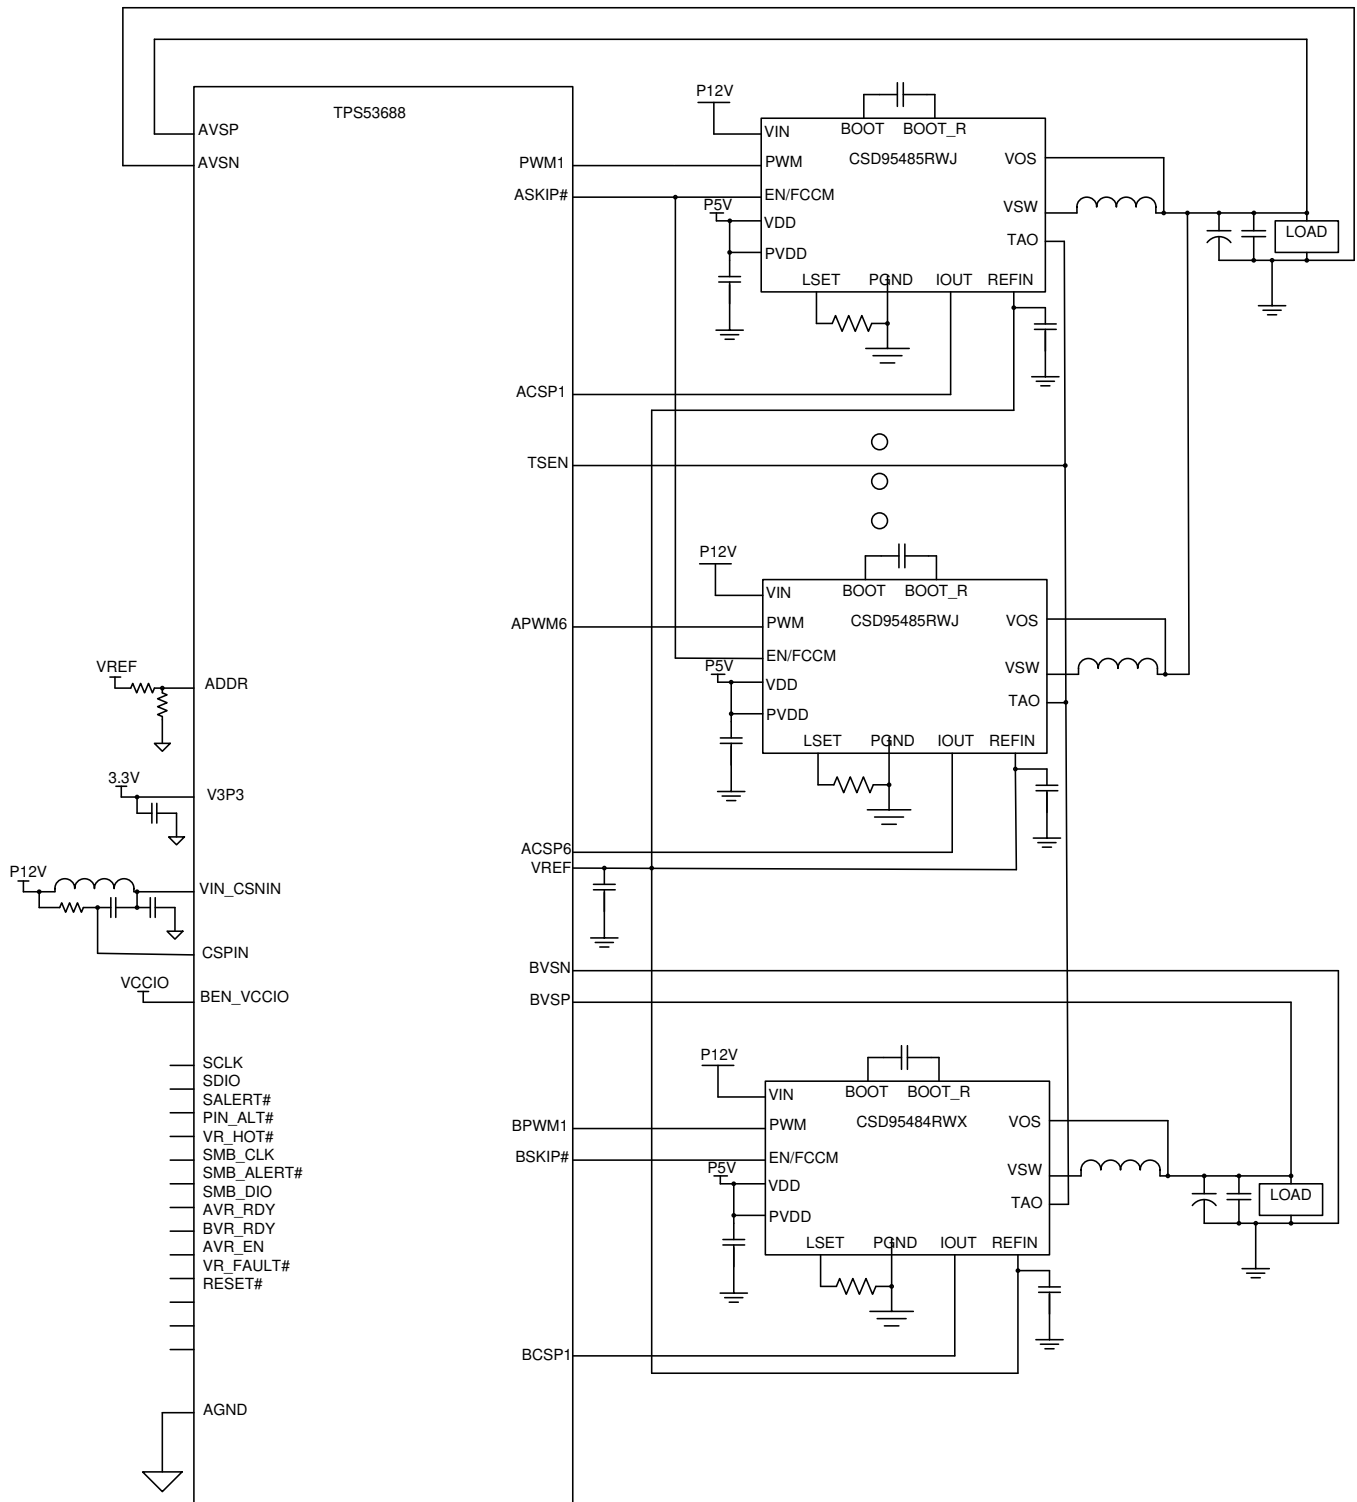 TPS53688
AVSP
AVSN
PWM1
ASKIP#
ACSP1
TSEN
APWM6
VREF
ADDR
3.3V
V3P3
ACSP6
VREF
P12V
VIN_CSNIN
CSPIN
VCCIO
BEN_VCCIO
BVSN
BVSP
SCLK
SDIO
SALERT#
PIN_ALT#
VR_HOT#
SMB_CLK
SMB_ALERT#
SMB_DIO
AVR_RDY
BVR_RDY
AVR_EN
VR_FAULT#
RESET#
BPWM1
BSKIP#
BCSP1
AGND
P12V
VIN
BOOT
BOOT_R
CSD95485RWJ
PWM
VOS
EN/FCCM
P5V
VDD
VSW
PVDD
TAO
LSET
PGND
IOUT
REFIN
LOAD
P12V
VIN
BOOT
BOOT_R
CSD95485RWJ
PWM
VOS
EN/FCCM
P5V
VDD
VSW
PVDD
TAO
LSET
PGND
IOUT
REFIN
P12V
VIN
BOOT
BOOT_R
CSD95484RWX
PWM
VOS
EN/FCCM
P5V
VDD
VSW
PVDD
TAO
LSET
PGND
IOUT
REFIN
LOAD